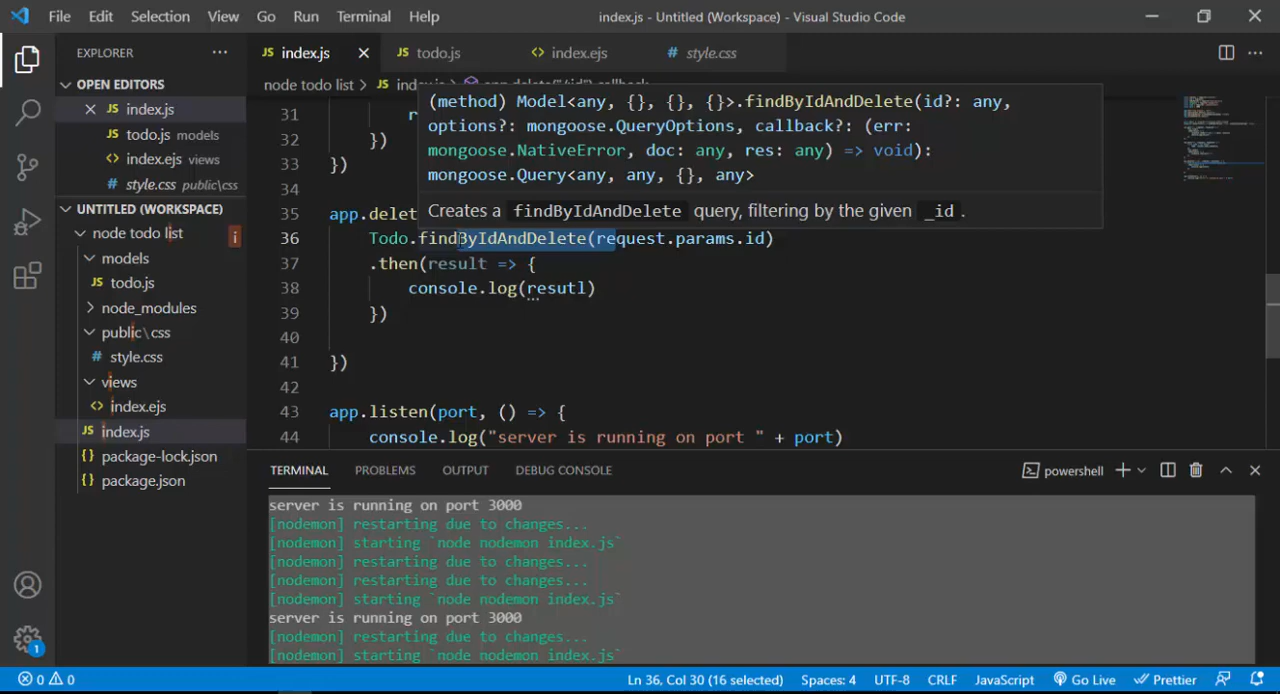 File Edit Selection View Go Run Terminal Help
index.js - Untitled (Workspace) - Visual Studio Code
EXPLORER
OPEN EDITORS
index.js
todo.js models
index.ejs views
style.css public\css
UNTITLED (WORKSPACE)
node todo list
models
todo.js
node_modules
public\css
style.css
views
index.ejs
index.js
package-lock.json
package.json
index.js
todo.js
index.ejs
style.css
node todo list >
(method) Model<any, {}, {}, {}>.findByIdAndDelete(id?: any,
options?: mongoose.QueryOptions, callback?: (err:
mongoose.NativeError, doc: any, res: any) => void):
mongoose.Query<any, any, {}, any>
Creates a findByIdAndDelete query, filtering by the given _id.
31 r
32 })
33 })
34
35 app.delet
36 Todo.findByIdAndDelete(request.params.id)
37 .then(result => {
38 console.log(resutl)
39 })
40
41 })
42
43 app.listen(port, () => {
44 console.log("server is running on port " + port)
TERMINAL PROBLEMS OUTPUT DEBUG CONSOLE
powershell
server is running on port 3000
[nodemon] restarting due to changes...
[nodemon] starting `node nodemon index.js`
[nodemon] restarting due to changes...
[nodemon] restarting due to changes...
[nodemon] starting `node nodemon index.js`
server is running on port 3000
[nodemon] restarting due to changes...
[nodemon] starting `node nodemon index.js`
1
0 0 Ln 36, Col 30 (16 selected) Spaces: 4 UTF-8 CRLF JavaScript Go Live Prettier